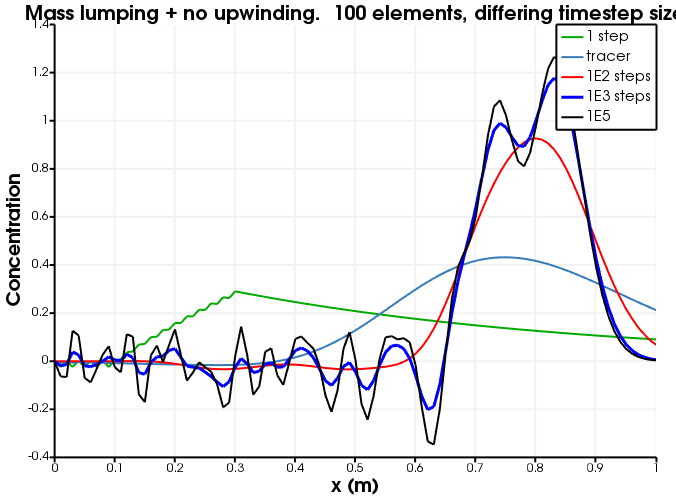 Mass lumping + no upwinding. 100 elements, differing timestep size
1.4
1.2
1
0.8
0.6
0.4
0.2
0
-0.2
-0.4
Concentration
1 step
tracer
1E2 steps
1E3 steps
1E5
0 0.1 0.2 0.3 0.4 0.5 0.6 0.7 0.8 0.9 1
x (m)